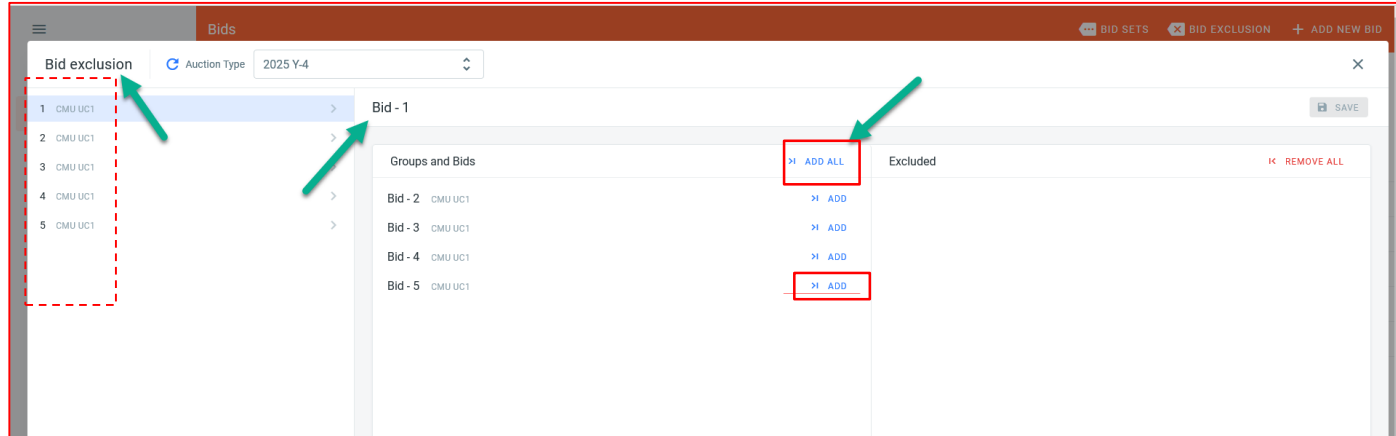 Bids
BID SETS
BID EXCLUSION
ADD NEW BID
Bid exclusion
Auction Type
2025 Y-4
1 CMU UC1
2 CMU UC1
3 CMU UC1
4 CMU UC1
5 CMU UC1
Bid - 1
SAVE
Groups and Bids
ADD ALL
Bid - 2 CMU UC1
ADD
Bid - 3 CMU UC1
ADD
Bid - 4 CMU UC1
ADD
Bid - 5 CMU UC1
ADD
Excluded
REMOVE ALL